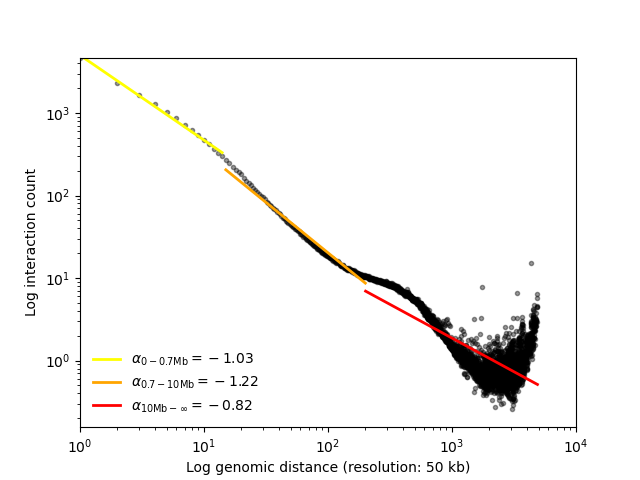 10³
10²
10¹
10⁰
Log interaction count
α₀₋₀.₇Mb = −1.03
α₀.₇₋₁₀Mb = −1.22
α₁₀Mb₋∞ = −0.82
10⁰ 10¹ 10² 10³ 10⁴
Log genomic distance (resolution: 50 kb)